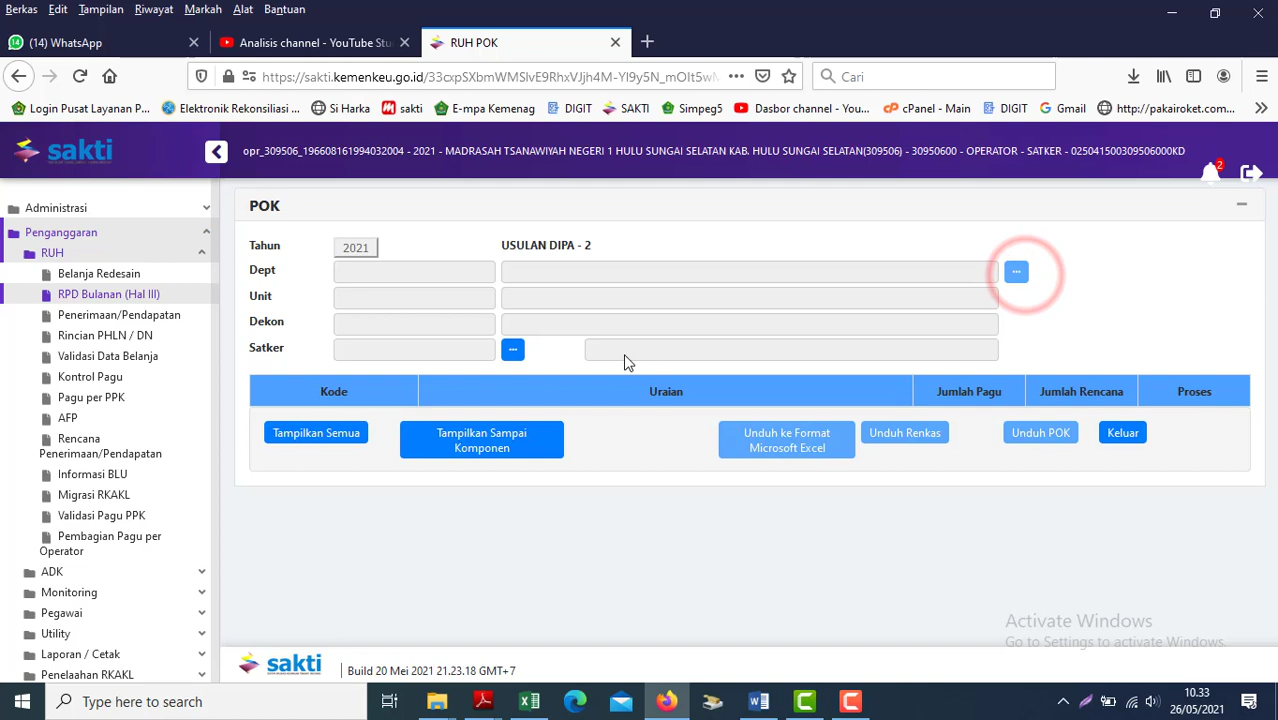 Berkas Edit Tampilan Riwayat Markah Alat Bantuan
(14) WhatsApp
Analisis channel - YouTube Stu
RUH POK
https://sakti.kemenkeu.go.id/
Cari
Login Pusat Layanan P...
Elektronik Rekonsiliasi ...
Si Harka
sakti
E-mpa Kemenag
DIGIT
SAKTI
Simpeg5
Dasbor channel - You...
cPanel - Main
DIGIT
Gmail
http://pakairoket.com...
sakti
opr_309506_196608161994032004 - 2021 - MADRASAH TSANAWIYAH NEGERI 1 HULU SUNGAI SELATAN KAB. HULU SUNGAI SELATAN(309506) - 30950600 - OPERATOR - SATKER - 025041500309506000KD
2
Administrasi
Penganggaran
RUH
Belanja Redesain
RPD Bulanan (Hal III)
Penerimaan/Pendapatan
Rincian PHLN / DN
Validasi Data Belanja
Kontrol Pagu
Pagu per PPK
AFP
Rencana
Penerimaan/Pendapatan
Informasi BLU
Migrasi RKAKL
Validasi Pagu PPK
Pembagian Pagu per
Operator
ADK
Monitoring
Pegawai
Utility
Laporan / Cetak
Penelaahan RKAKL
POK
Tahun 2021 USULAN DIPA - 2
Dept ...
Unit
Dekon
Satker ...
Kode Uraian Jumlah Pagu Jumlah Rencana Proses
Tampilkan Semua
Tampilkan Sampai
Komponen
Unduh ke Format
Microsoft Excel
Unduh Renkas
Unduh POK
Keluar
Activate Windows
Go to Settings to activate Windows.
sakti
Build 20 Mei 2021 21.23.18 GMT+7
Type here to search
10.33
26/05/2021